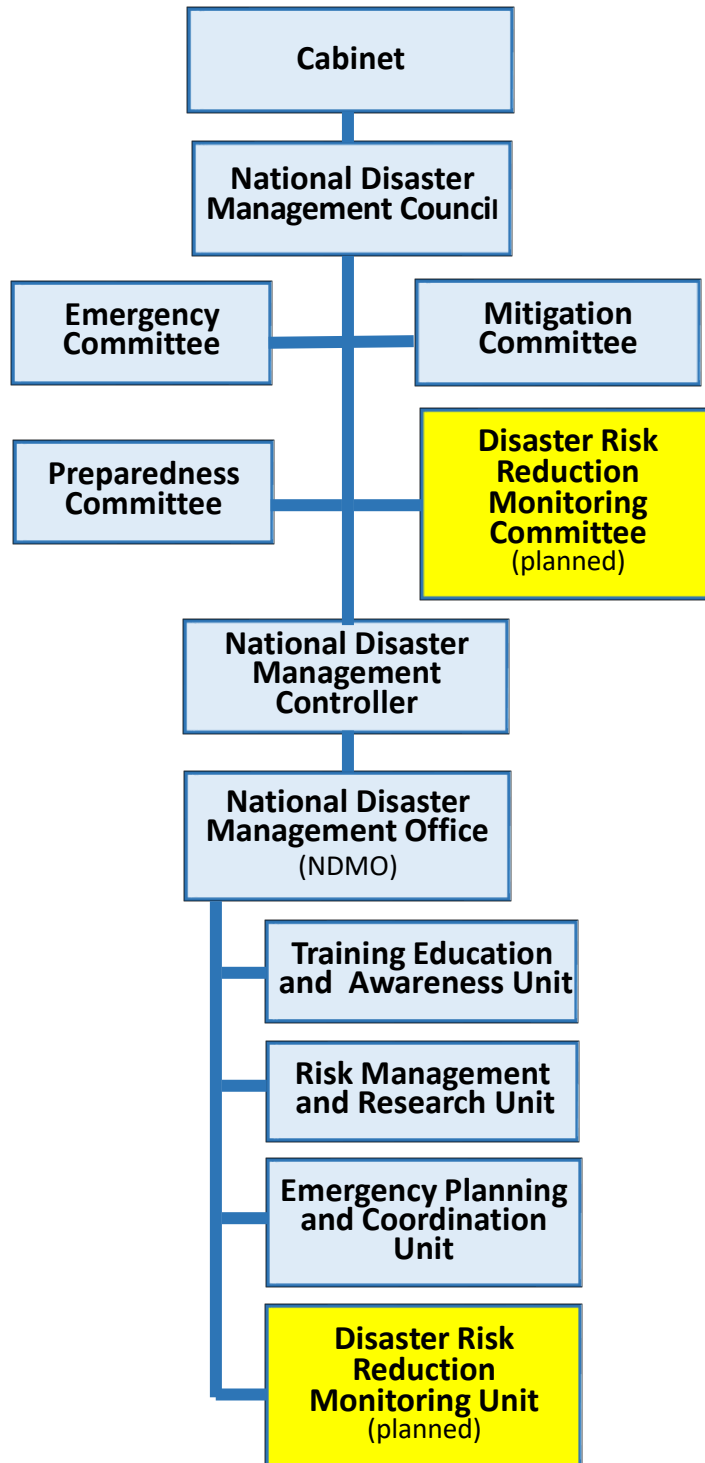 Cabinet
National Disaster
Management Council
Emergency
Committee
Mitigation
Committee
Preparedness
Committee
Disaster Risk
Reduction
Monitoring
Committee
(planned)
National Disaster
Management
Controller
National Disaster
Management Office
(NDMO)
Training Education
and Awareness Unit
Risk Management
and Research Unit
Emergency Planning
and Coordination
Unit
Disaster Risk
Reduction
Monitoring Unit
(planned)